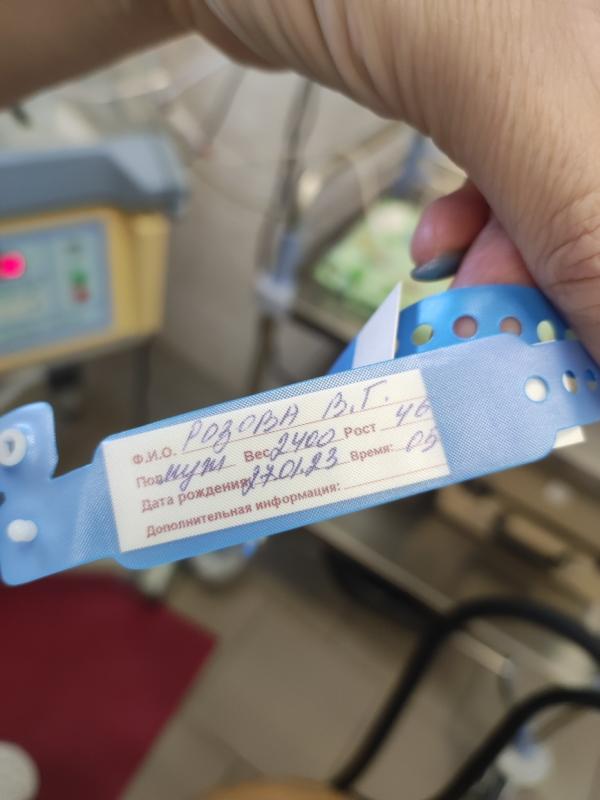 Ф.И.О. РОЗОВА В.Г.
Пол муж Вес 2400 Рост 46
Дата рождения 27.01.23 Время: 05
Дополнительная информация: